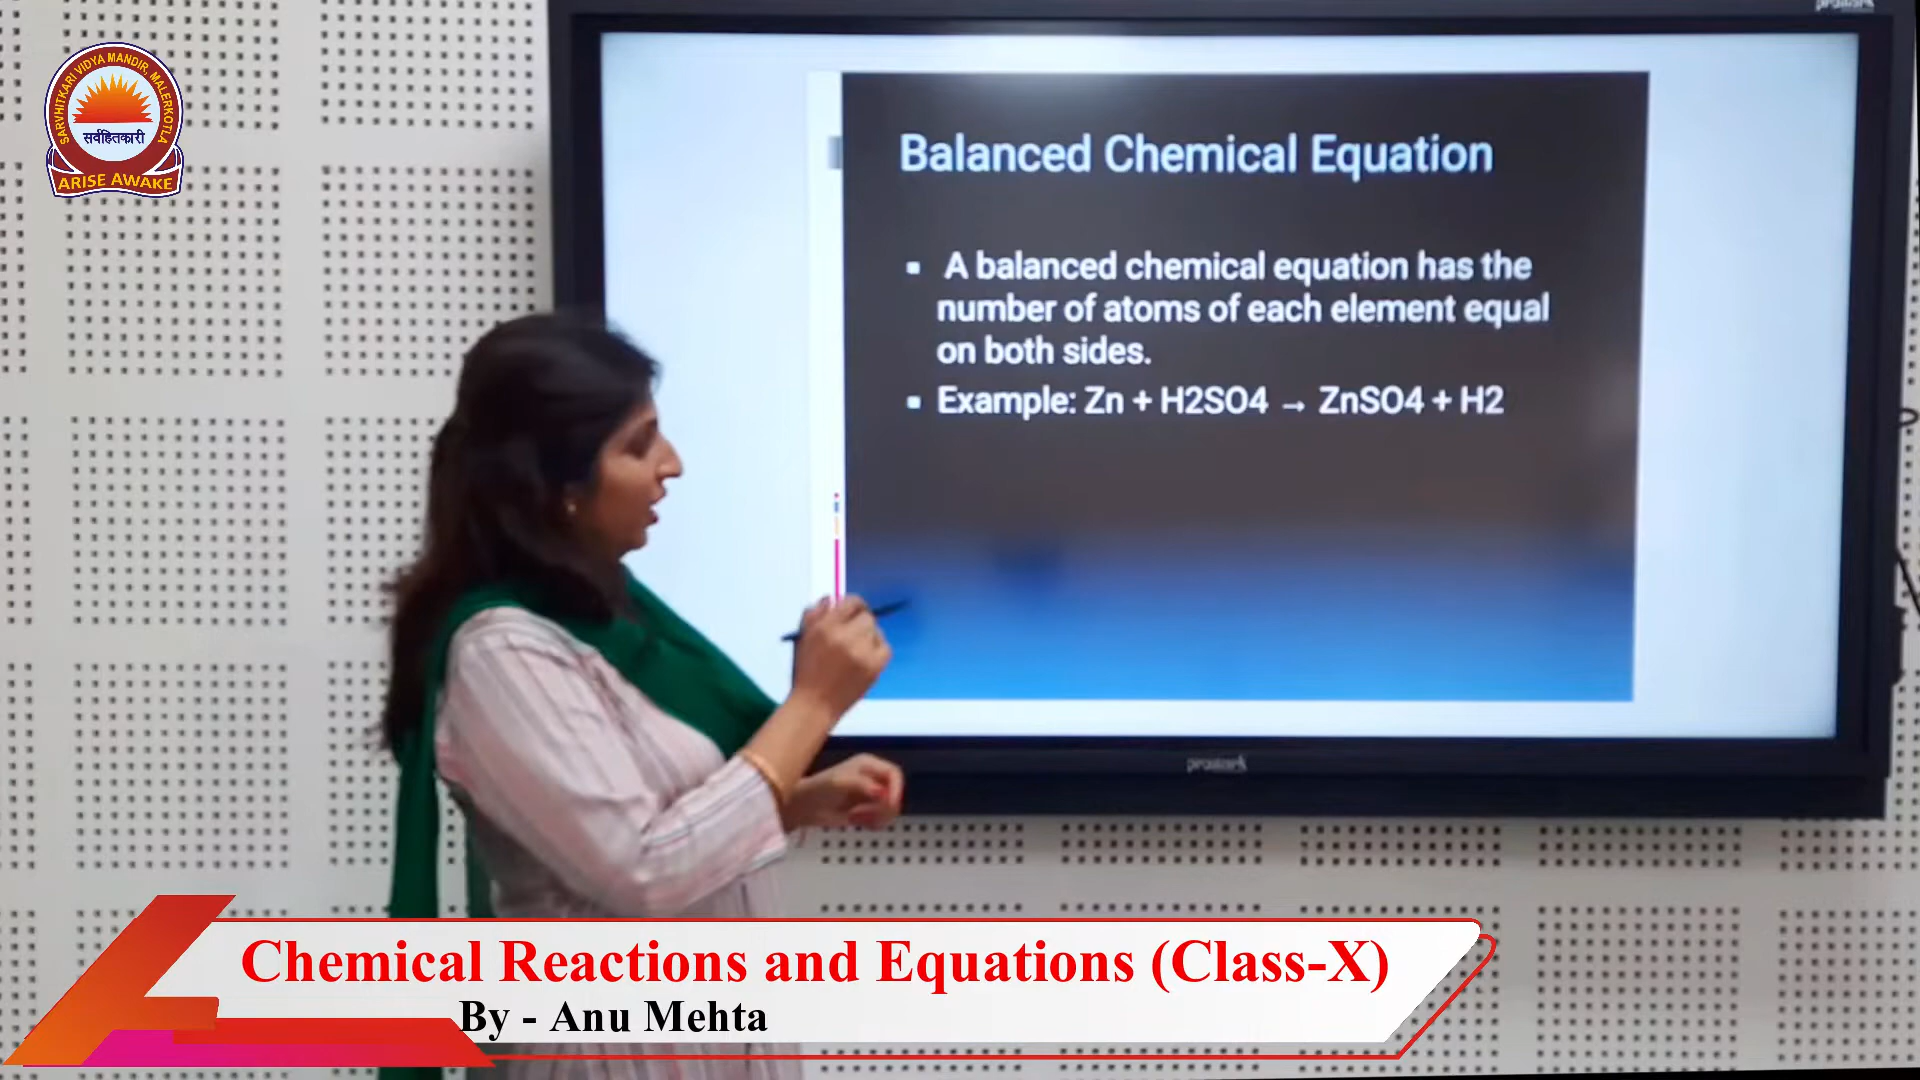 SARVHITKARI VIDYA MANDIR, MALERKOTLA
सर्वहितकारी
ARISE AWAKE
promark
Balanced Chemical Equation
▪ A balanced chemical equation has the
number of atoms of each element equal
on both sides.
▪ Example: Zn + H2SO4 → ZnSO4 + H2
promark
Chemical Reactions and Equations (Class-X)
By - Anu Mehta